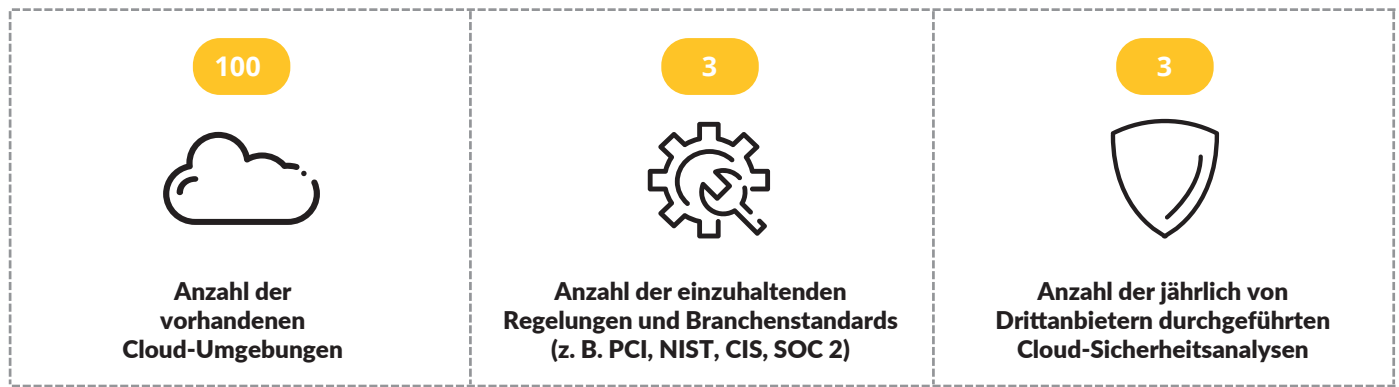 100
Anzahl der
vorhandenen
Cloud-Umgebungen
3
Anzahl der einzuhaltenden
Regelungen und Branchenstandards
(z. B. PCI, NIST, CIS, SOC 2)
3
Anzahl der jährlich von
Drittanbietern durchgeführten
Cloud-Sicherheitsanalysen